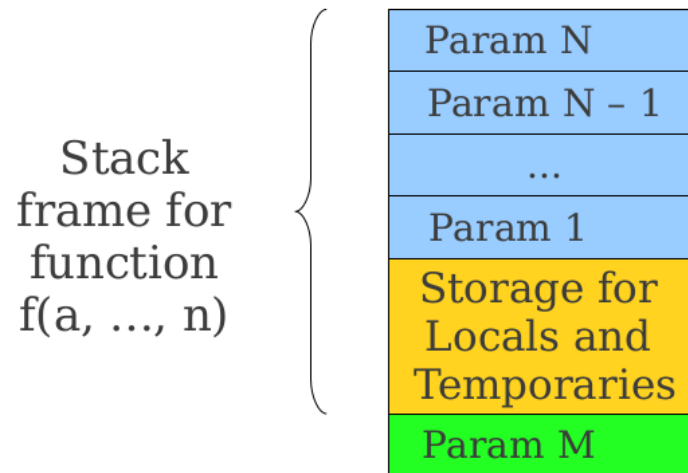 Stack
frame for
function
f(a, ..., n)
Param N
Param N – 1
...
Param 1
Storage for
Locals and
Temporaries
Param M